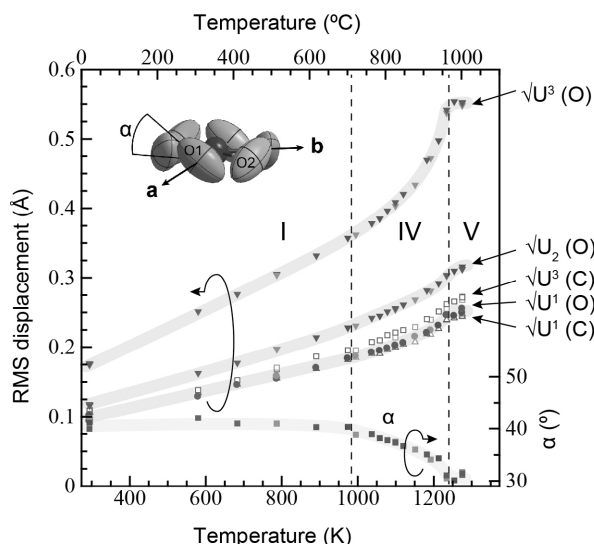 Temperature (ºC)
0 200 400 600 800 1000
0.6
0.5
0.4
0.3
0.2
0.1
0
RMS displacement (Å)
α
O1
O2
a
b
I
IV
V
√U³ (O)
√U₂ (O)
√U³ (C)
√U¹ (O)
√U¹ (C)
α
50
40
30
α (º)
400 600 800 1000 1200
Temperature (K)